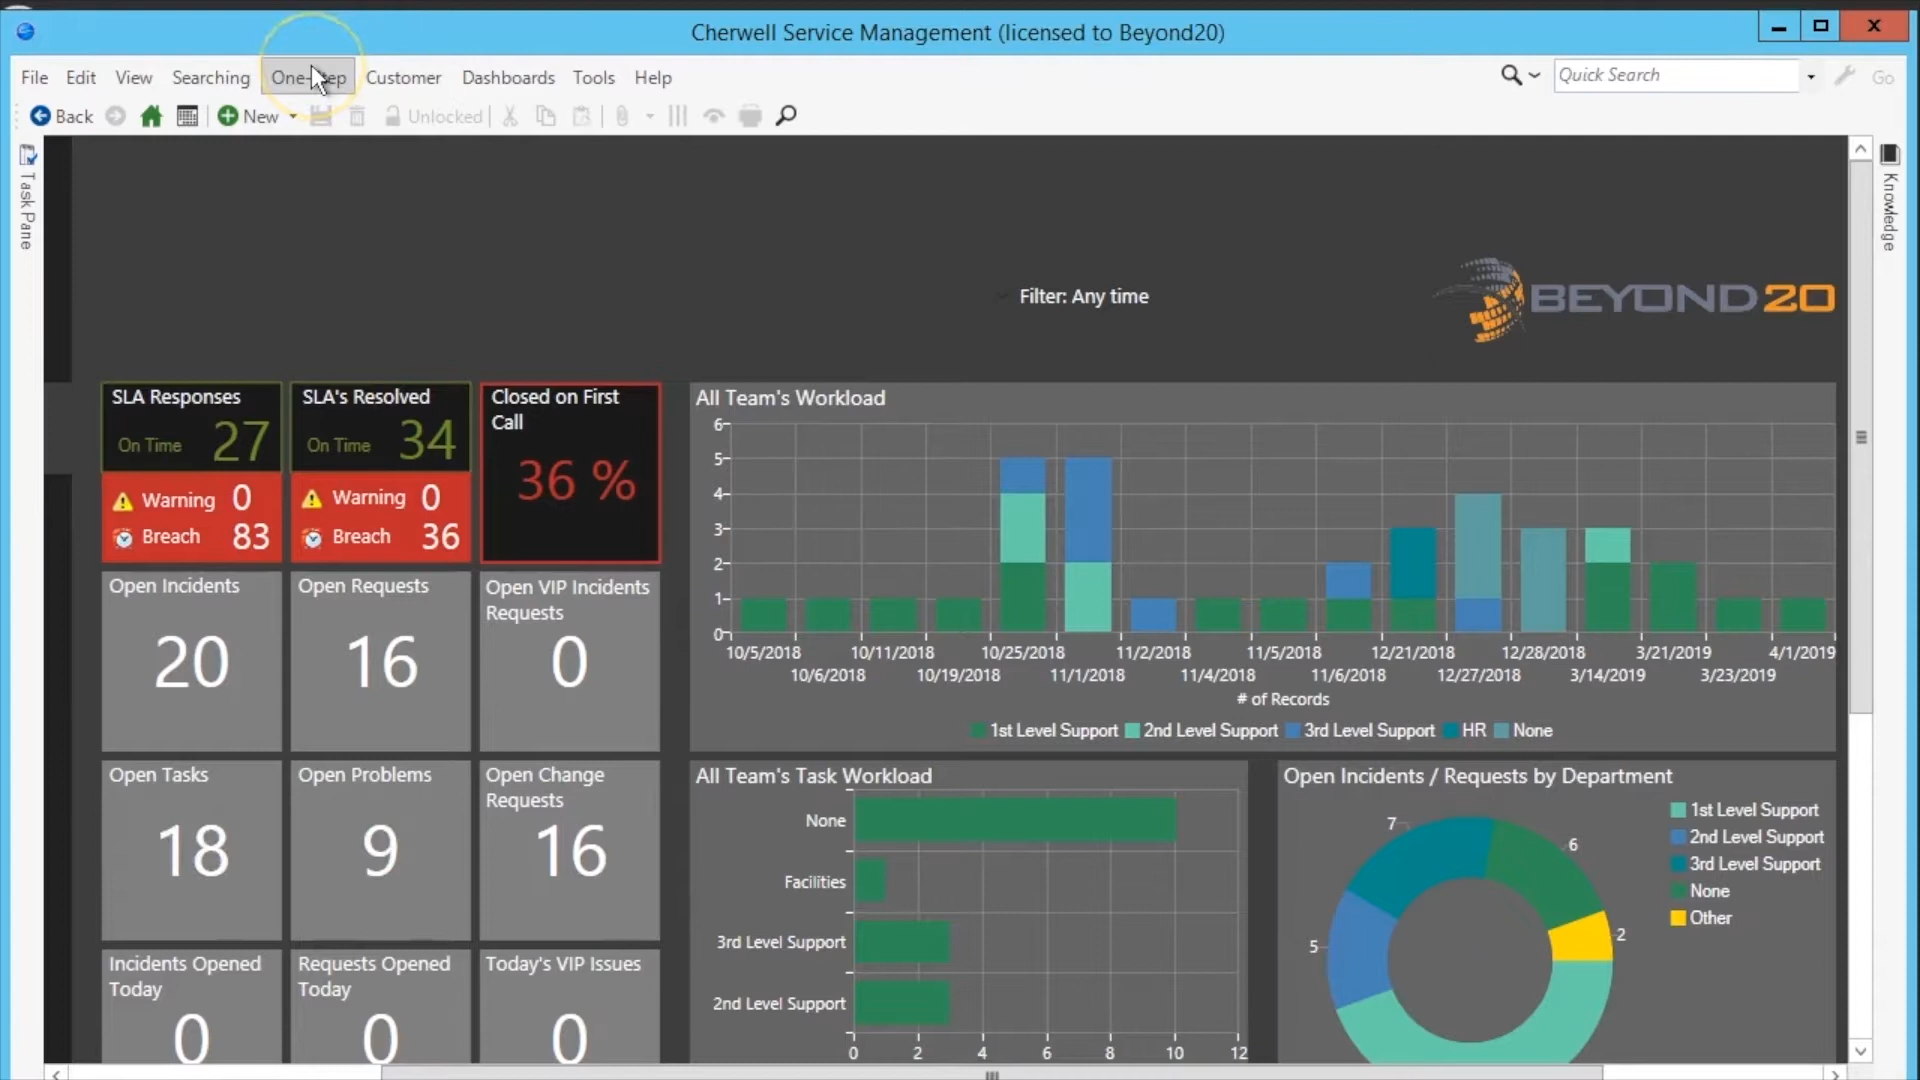 Cherwell Service Management (licensed to Beyond20)
File Edit View Searching One-Step Customer Dashboards Tools Help
Quick Search
Go
Back
New
Unlocked
Task Pane
Knowledge
Filter: Any time
BEYOND20
SLA Responses
On Time 27
Warning 0
Breach 83
SLA's Resolved
On Time 34
Warning 0
Breach 36
Closed on First
Call
36 %
Open Incidents
20
Open Requests
16
Open VIP Incidents
Requests
0
Open Tasks
18
Open Problems
9
Open Change
Requests
16
Incidents Opened
Today
0
Requests Opened
Today
0
Today's VIP Issues
0
All Team's Workload
6
5
4
3
2
1
0
10/5/2018 10/11/2018 10/25/2018 11/2/2018 11/5/2018 12/21/2018 12/28/2018 3/21/2019 4/1/2019
10/6/2018 10/19/2018 11/1/2018 11/4/2018 11/6/2018 12/27/2018 3/14/2019 3/23/2019
# of Records
1st Level Support 2nd Level Support 3rd Level Support HR None
All Team's Task Workload
None
Facilities
3rd Level Support
2nd Level Support
0 2 4 6 8 10 12
Open Incidents / Requests by Department
7
6
2
5
1st Level Support
2nd Level Support
3rd Level Support
None
Other